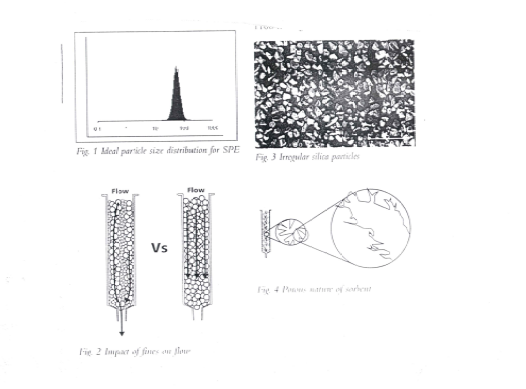 Fig. 1 Ideal particle size distribution for SPE
Fig. 3 Irregular silica particles
Flow
Flow
Vs
Fig. 2 Impact of fines on flow
Fig. 4 Porous nature of sorbent